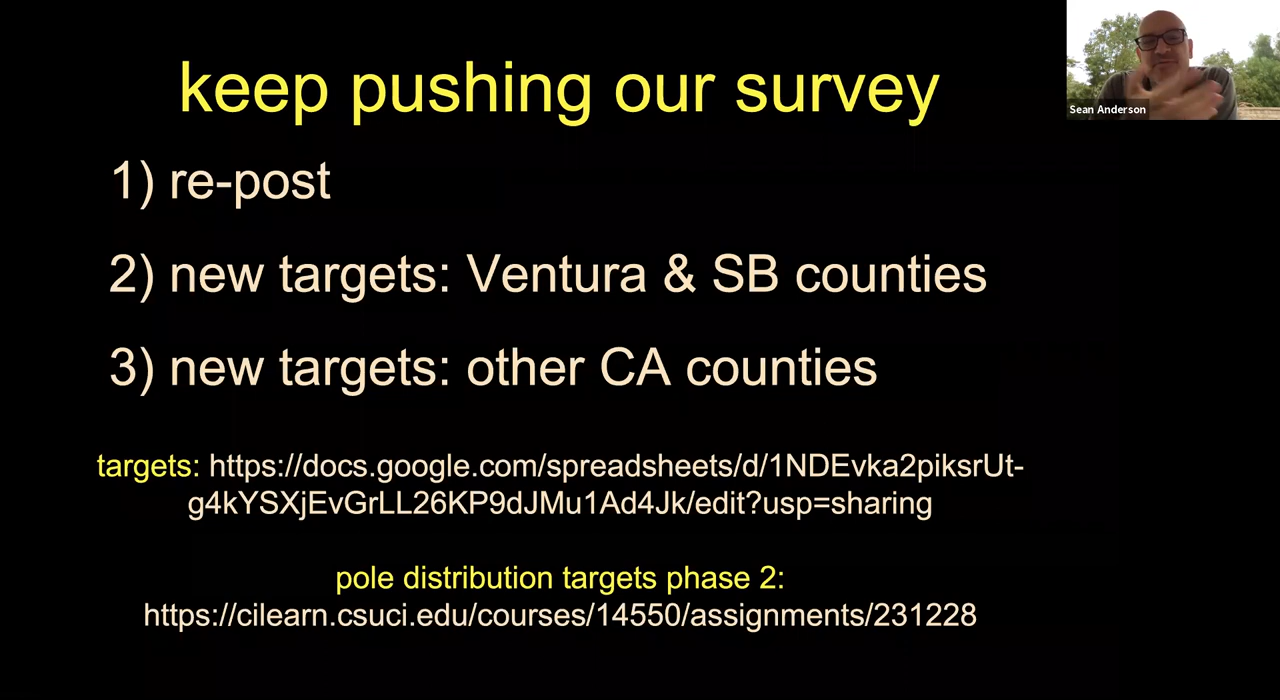 keep pushing our survey
Sean Anderson
1) re-post
2) new targets: Ventura & SB counties
3) new targets: other CA counties
targets: https://docs.google.com/spreadsheets/d/1NDEvka2piksrUt-
g4kYSXjEvGrLL26KP9dJMu1Ad4Jk/edit?usp=sharing
pole distribution targets phase 2:
https://cilearn.csuci.edu/courses/14550/assignments/231228